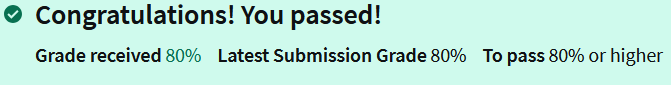 Congratulations! You passed!
Grade received 80% Latest Submission Grade 80% To pass 80% or higher